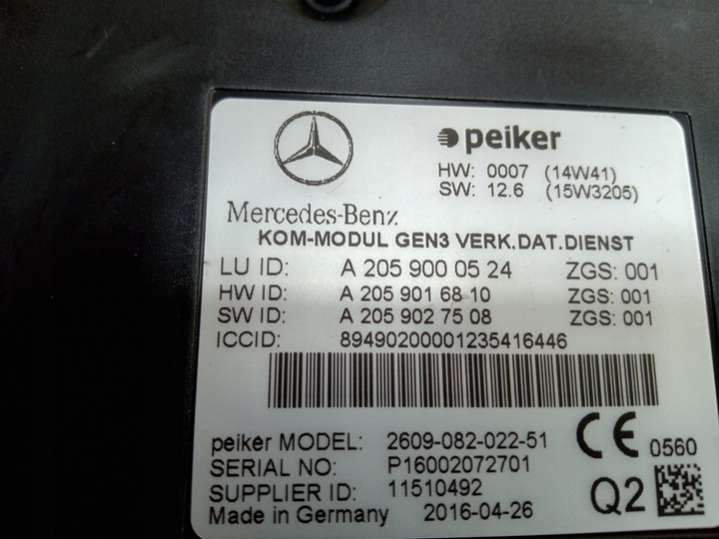 peiker
HW: 0007 (14W41)
SW: 12.6 (15W3205)
Mercedes-Benz
KOM-MODUL GEN3 VERK.DAT.DIENST
LU ID: A 205 900 05 24 ZGS: 001
HW ID: A 205 901 68 10 ZGS: 001
SW ID: A 205 902 75 08 ZGS: 001
ICCID: 89490200001235416446
peiker MODEL: 2609-082-022-51
CE 0560
SERIAL NO: P16002072701
SUPPLIER ID: 11510492
Q2
Made in Germany 2016-04-26